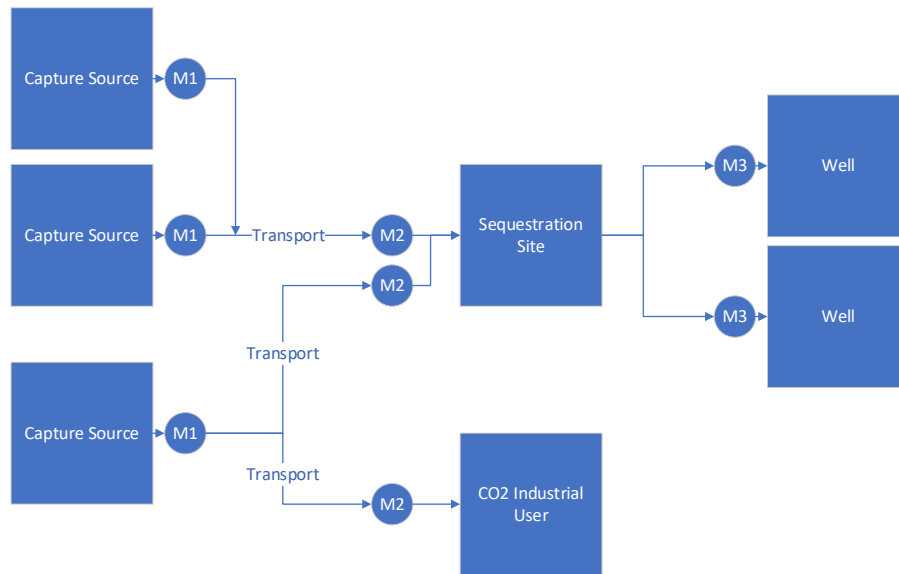 Capture Source
M1
Capture Source
M1
Transport
M2
M2
Sequestration
Site
M3
Well
M3
Well
Transport
Capture Source
M1
Transport
M2
CO2 Industrial
User